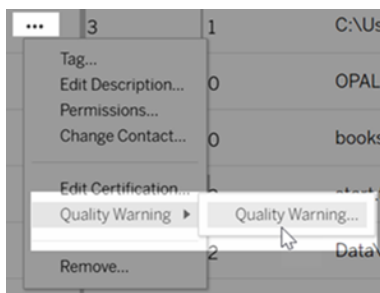 ... 3 1 C:\Us
Tag...
Edit Description... 0 OPAL
Permissions...
Change Contact... 0 books
Edit Certification...
Quality Warning ▸ Quality Warning...
2 Data\
Remove...